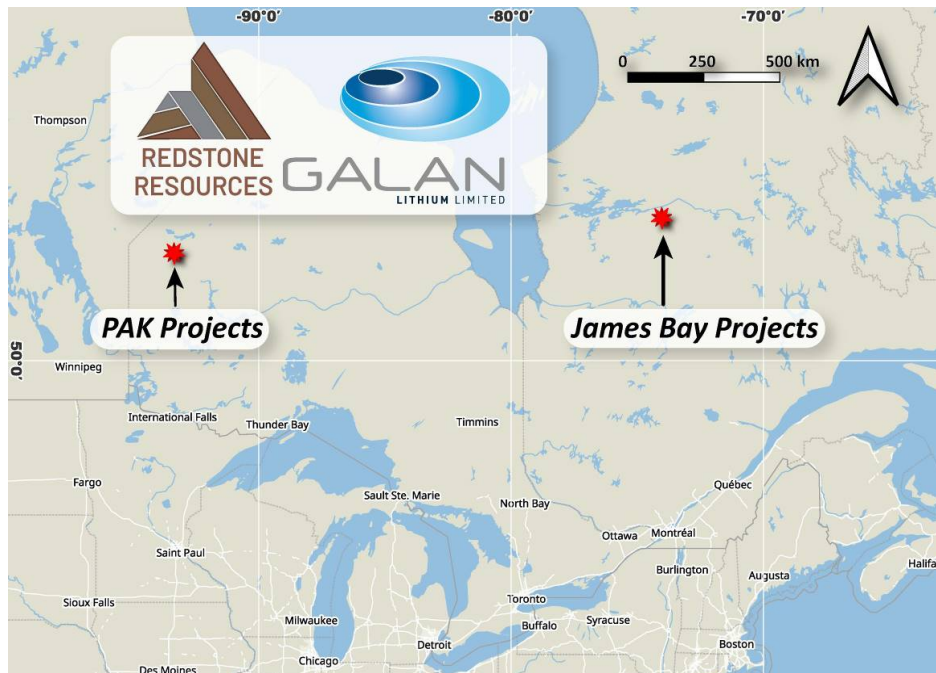 -90°0'
-80°0'
-70°0'
0 250 500 km
Thompson
REDSTONE
RESOURCES
GALAN
LITHIUM LIMITED
PAK Projects
James Bay Projects
50°0'
Winnipeg
International Falls
Thunder Bay
Timmins
Fargo
Sault Ste. Marie
North Bay
Québec
Ottawa
Montréal
Saint Paul
Burlington
Augusta
Halifa
Sioux Falls
Toronto
Milwaukee
Buffalo
Syracuse
Detroit
Boston
Chicago
Des Moines